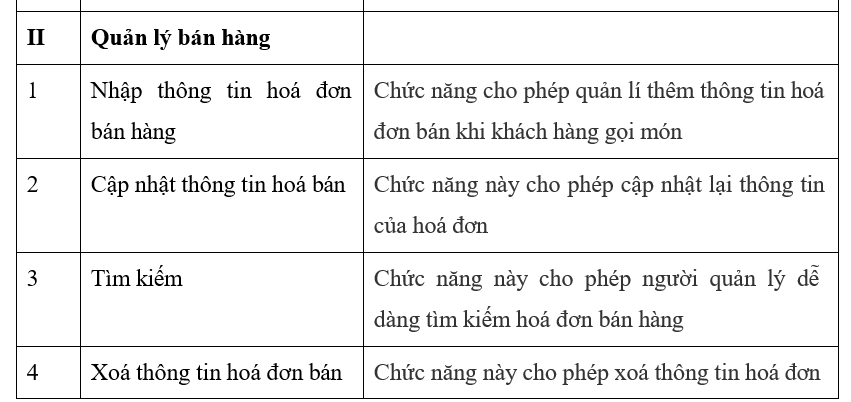 II Quản lý bán hàng
1 Nhập thông tin hoá đơn Chức năng cho phép quản lí thêm thông tin hoá
bán hàng đơn bán khi khách hàng gọi món
2 Cập nhật thông tin hoá bán Chức năng này cho phép cập nhật lại thông tin
của hoá đơn
3 Tìm kiếm Chức năng này cho phép người quản lý dễ
dàng tìm kiếm hoá đơn bán hàng
4 Xoá thông tin hoá đơn bán Chức năng này cho phép xoá thông tin hoá đơn